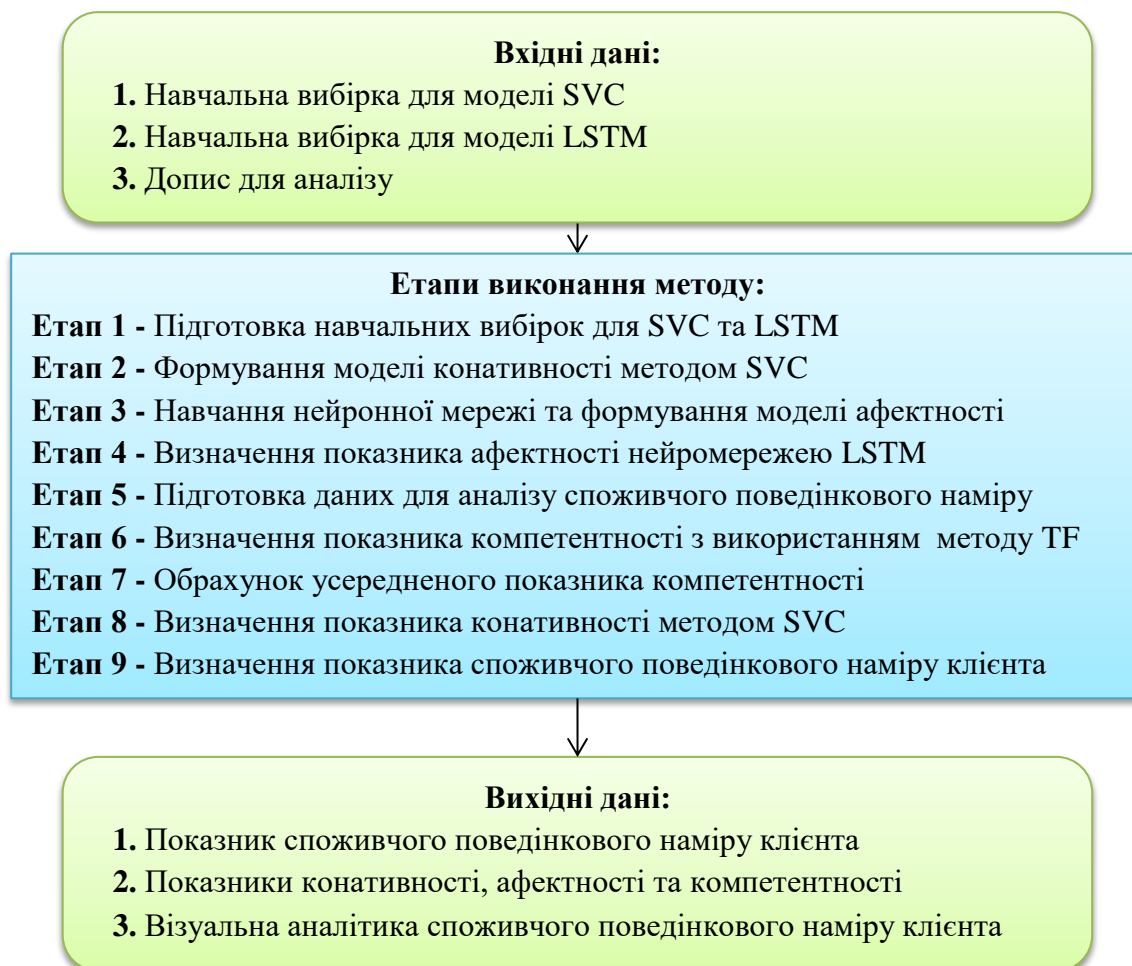 Вхідні дані:
1. Навчальна вибірка для моделі SVC
2. Навчальна вибірка для моделі LSTM
3. Допис для аналізу
Етапи виконання методу:
Етап 1 - Підготовка навчальних вибірок для SVC та LSTM
Етап 2 - Формування моделі конативності методом SVC
Етап 3 - Навчання нейронної мережі та формування моделі афектності
Етап 4 - Визначення показника афектності нейромережею LSTM
Етап 5 - Підготовка даних для аналізу споживчого поведінкового наміру
Етап 6 - Визначення показника компетентності з використанням методу TF
Етап 7 - Обрахунок усередненого показника компетентності
Етап 8 - Визначення показника конативності методом SVC
Етап 9 - Визначення показника споживчого поведінкового наміру клієнта
Вихідні дані:
1. Показник споживчого поведінкового наміру клієнта
2. Показники конативності, афектності та компетентності
3. Візуальна аналітика споживчого поведінкового наміру клієнта